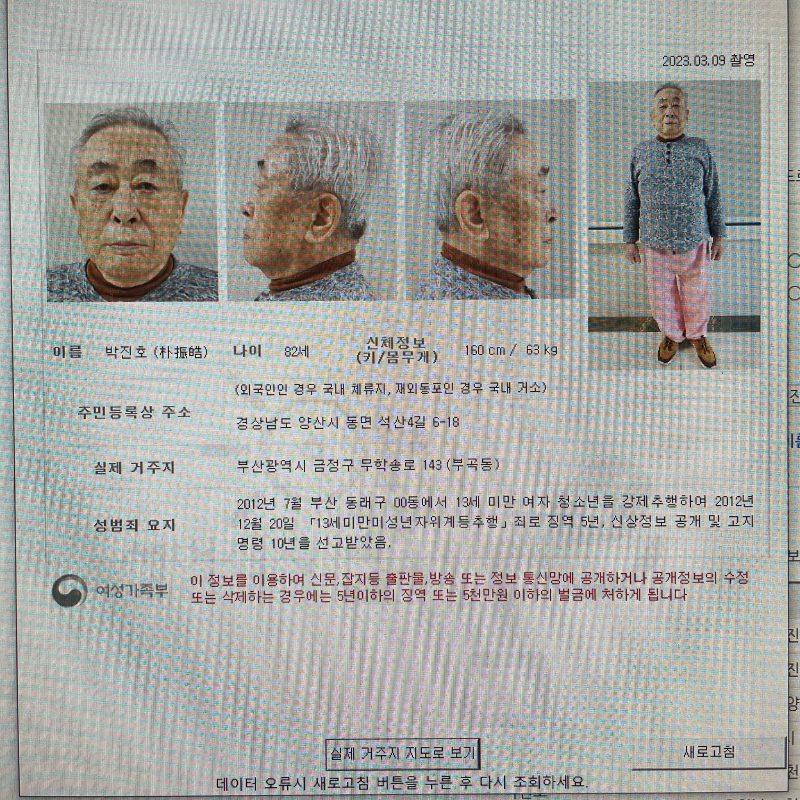 2023.03.09 촬영
이름 박진호 (朴振皓) 나이 82세 신체정보 (키/몸무게) 160 cm / 63 kg
(외국인인 경우 국내 체류지, 재외동포인 경우 국내 거소)
주민등록상 주소
경상남도 양산시 동면 석산4길 6-18
실제 거주지 부산광역시 금정구 무학송로 143 (부곡동)
성범죄 요지
2012년 7월 부산 동래구 00동에서 13세 미만 여자 청소년을 강제추행하여 2012년
12월 20일 「13세미만미성년자위계등추행」죄로 징역 5년, 신상정보 공개 및 고지
명령 10년을 선고받았음.
여성가족부
이 정보를 이용하여 신문,잡지등 출판물,방송 또는 정보 통신망에 공개하거나 공개정보의 수정
또는 삭제하는 경우에는 5년이하의 징역 또는 5천만원 이하의 벌금에 처하게 됩니다
실제 거주지 지도로 보기
새로고침
데이터 오류시 새로고침 버튼을 누른 후 다시 조회하세요.